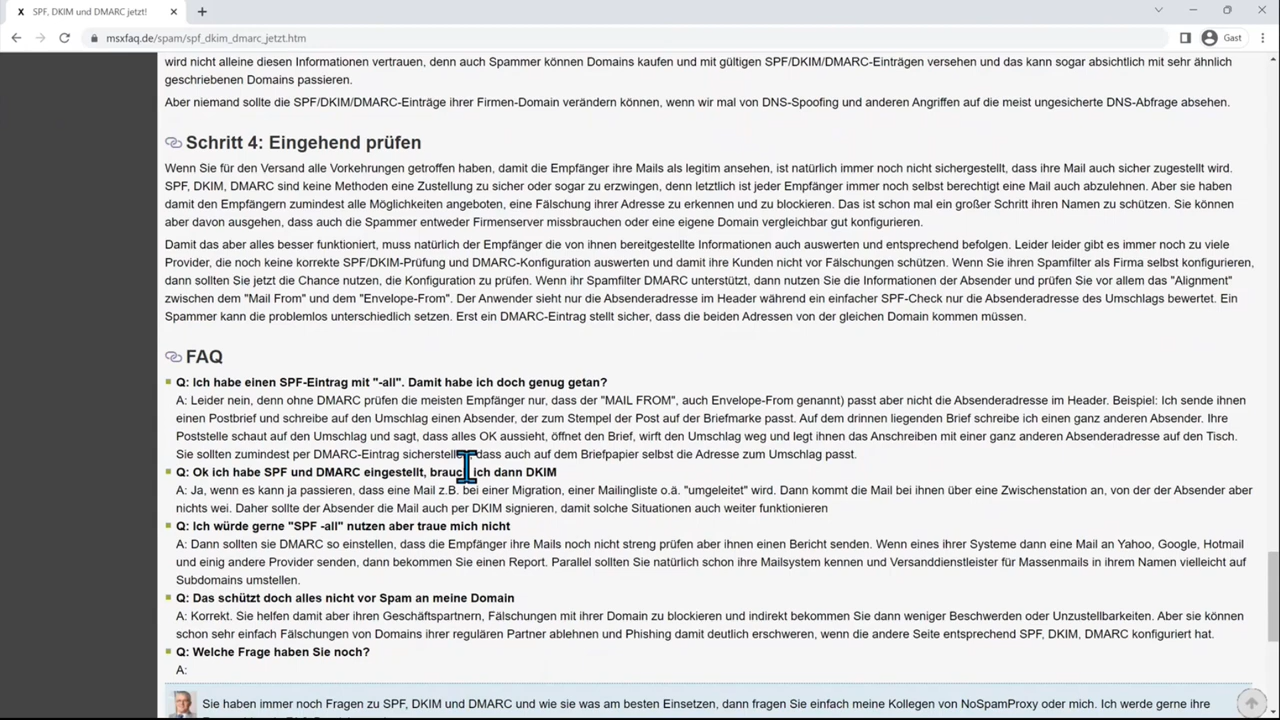 SPF, DKIM und DMARC jetzt!
msxfaq.de/spam/spf_dkim_dmarc_jetzt.htm
Gast
wird nicht alleine diesen Informationen vertrauen, denn auch Spammer können Domains kaufen und mit gültigen SPF/DKIM/DMARC-Einträgen versehen und das kann sogar absichtlich mit sehr ähnlich
geschriebenen Domains passieren.
Aber niemand sollte die SPF/DKIM/DMARC-Einträge ihrer Firmen-Domain verändern können, wenn wir mal von DNS-Spoofing und anderen Angriffen auf die meist ungesicherte DNS-Abfrage absehen.
Schritt 4: Eingehend prüfen
Wenn Sie für den Versand alle Vorkehrungen getroffen haben, damit die Empfänger ihre Mails als legitim ansehen, ist natürlich immer noch nicht sichergestellt, dass ihre Mail auch sicher zugestellt wird.
SPF, DKIM, DMARC sind keine Methoden eine Zustellung zu sicher oder sogar zu erzwingen, denn letztlich ist jeder Empfänger immer noch selbst berechtigt eine Mail auch abzulehnen. Aber sie haben
damit den Empfängern zumindest alle Möglichkeiten angeboten, eine Fälschung ihrer Adresse zu erkennen und zu blockieren. Das ist schon mal ein großer Schritt ihren Namen zu schützen. Sie können
aber davon ausgehen, dass auch die Spammer entweder Firmenserver missbrauchen oder eine eigene Domain vergleichbar gut konfigurieren.
Damit das aber alles besser funktioniert, muss natürlich der Empfänger die von ihnen bereitgestellte Informationen auch auswerten und entsprechend befolgen. Leider leider gibt es immer noch zu viele
Provider, die noch keine korrekte SPF/DKIM-Prüfung und DMARC-Konfiguration auswerten und damit ihre Kunden nicht vor Fälschungen schützen. Wenn Sie ihren Spamfilter als Firma selbst konfigurieren,
dann sollten Sie jetzt die Chance nutzen, die Konfiguration zu prüfen. Wenn ihr Spamfilter DMARC unterstützt, dann nutzen Sie die Informationen der Absender und prüfen Sie vor allem das "Alignment"
zwischen dem "Mail From" und dem "Envelope-From". Der Anwender sieht nur die Absenderadresse im Header während ein einfacher SPF-Check nur die Absenderadresse des Umschlags bewertet. Ein
Spammer kann die problemlos unterschiedlich setzen. Erst ein DMARC-Eintrag stellt sicher, dass die beiden Adressen von der gleichen Domain kommen müssen.
FAQ
Q: Ich habe einen SPF-Eintrag mit "-all". Damit habe ich doch genug getan?
A: Leider nein, denn ohne DMARC prüfen die meisten Empfänger nur, dass der "MAIL FROM", auch Envelope-From genannt) passt aber nicht die Absenderadresse im Header. Beispiel: Ich sende ihnen
einen Postbrief und schreibe auf den Umschlag einen Absender, der zum Stempel der Post auf der Briefmarke passt. Auf dem drinnen liegenden Brief schreibe ich einen ganz anderen Absender. Ihre
Poststelle schaut auf den Umschlag und sagt, dass alles OK aussieht, öffnet den Brief, wirft den Umschlag weg und legt ihnen das Anschreiben mit einer ganz anderen Absenderadresse auf den Tisch.
Sie sollten zumindest per DMARC-Eintrag sicherstellen, dass auch auf dem Briefpapier selbst die Adresse zum Umschlag passt.
Q: Ok ich habe SPF und DMARC eingestellt, brauch ich dann DKIM
A: Ja, wenn es kann ja passieren, dass eine Mail z.B. bei einer Migration, einer Mailingliste o.ä. "umgeleitet" wird. Dann kommt die Mail bei ihnen über eine Zwischenstation an, von der der Absender aber
nichts wei. Daher sollte der Absender die Mail auch per DKIM signieren, damit solche Situationen auch weiter funktionieren
Q: Ich würde gerne "SPF -all" nutzen aber traue mich nicht
A: Dann sollten sie DMARC so einstellen, dass die Empfänger ihre Mails noch nicht streng prüfen aber ihnen einen Bericht senden. Wenn eines ihrer Systeme dann eine Mail an Yahoo, Google, Hotmail
und einig andere Provider senden, dann bekommen Sie einen Report. Parallel sollten Sie natürlich schon ihre Mailsystem kennen und Versanddienstleister für Massenmails in ihrem Namen vielleicht auf
Subdomains umstellen.
Q: Das schützt doch alles nicht vor Spam an meine Domain
A: Korrekt. Sie helfen damit aber ihren Geschäftspartnern, Fälschungen mit ihrer Domain zu blockieren und indirekt bekommen Sie dann weniger Beschwerden oder Unzustellbarkeiten. Aber sie können
schon sehr einfach Fälschungen von Domains ihrer regulären Partner ablehnen und Phishing damit deutlich erschweren, wenn die andere Seite entsprechend SPF, DKIM, DMARC konfiguriert hat.
Q: Welche Frage haben Sie noch?
A:
Sie haben immer noch Fragen zu SPF, DKIM und DMARC und wie sie was am besten Einsetzen, dann fragen Sie einfach meine Kollegen von NoSpamProxy oder mich. Ich werde gerne ihre